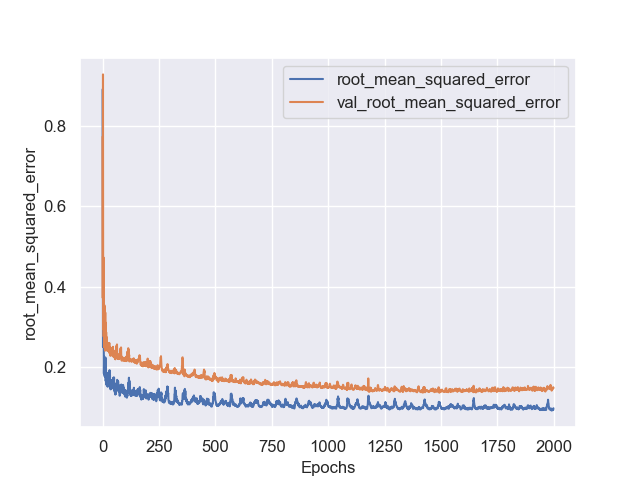 root_mean_squared_error
val_root_mean_squared_error
root_mean_squared_error
0.8
0.6
0.4
0.2
0 250 500 750 1000 1250 1500 1750 2000
Epochs